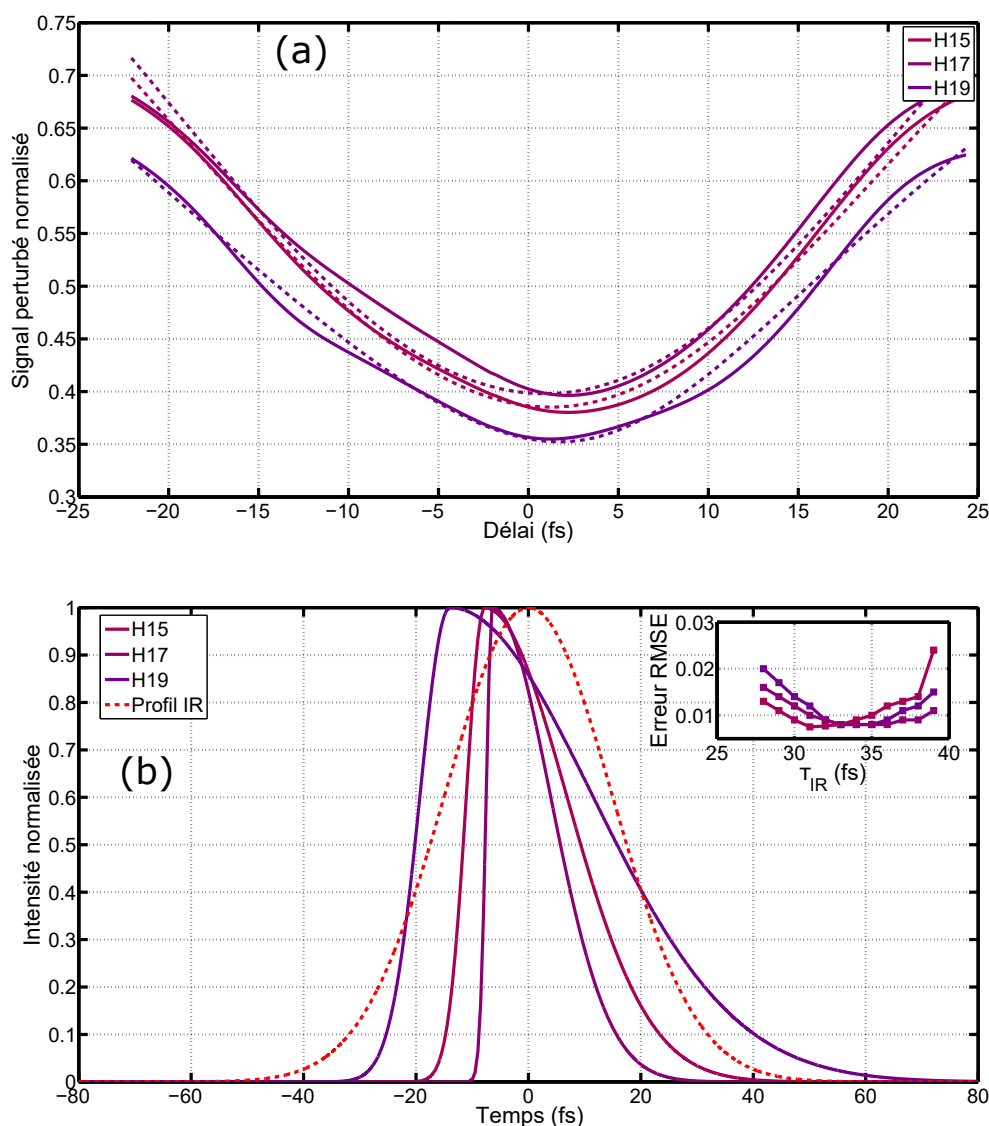 0.75
0.7
0.65
0.6
0.55
0.5
0.45
0.4
0.35
0.3
Signal perturbé normalisé
(a)
H15
H17
H19
−25 −20 −15 −10 −5 0 5 10 15 20 25
Délai (fs)
1
0.9
0.8
0.7
0.6
0.5
0.4
0.3
0.2
0.1
0
Intensité normalisée
H15
H17
H19
Profil IR
(b)
0.03
0.02
0.01
Erreur RMSE
25 30 35 40
τIR (fs)
−80 −60 −40 −20 0 20 40 60 80
Temps (fs)